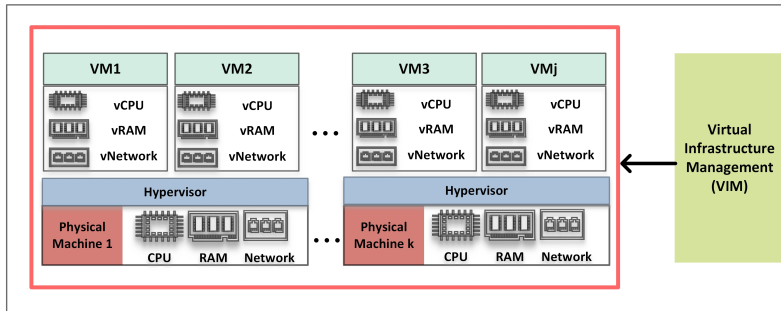 VM1
VM2
VM3
VMj
vCPU
vCPU
vCPU
vCPU
vRAM
vRAM
vRAM
vRAM
vNetwork
vNetwork
vNetwork
vNetwork
...
Hypervisor
Hypervisor
Physical
Machine 1
CPU
RAM
Network
...
Physical
Machine k
CPU
RAM
Network
Virtual
Infrastructure
Management
(VIM)